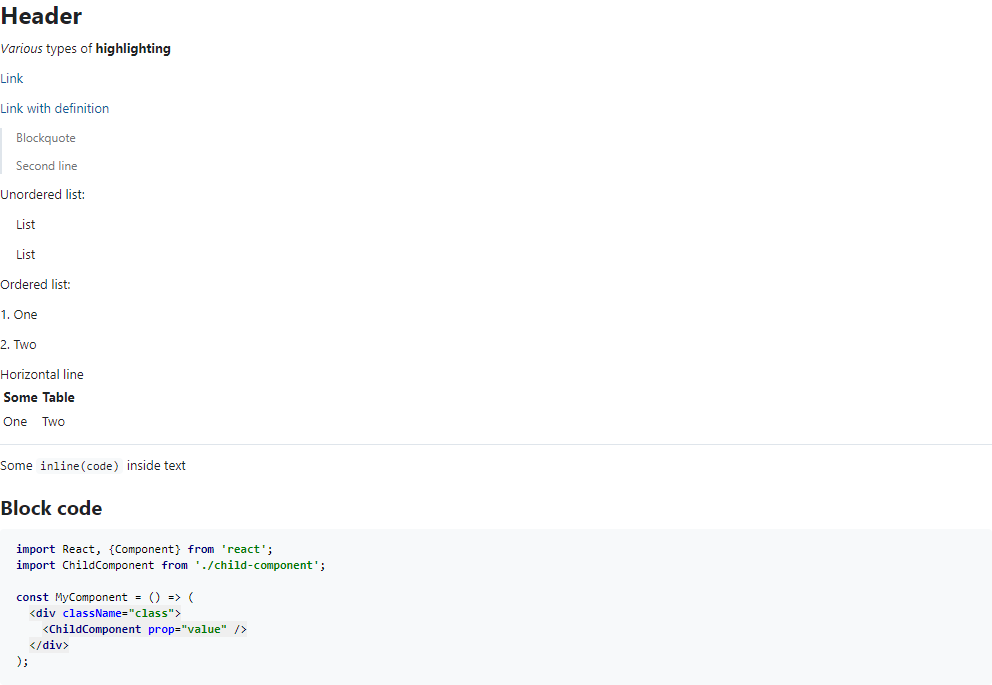 Header
Various types of highlighting
Link
Link with definition
Blockquote
Second line
Unordered list:
List
List
Ordered list:
1. One
2. Two
Horizontal line
Some Table
One Two
Some inline(code) inside text
Block code
import React, {Component} from 'react';
import ChildComponent from './child-component';
const MyComponent = () => (
<div className="class">
<ChildComponent prop="value" />
</div>
);